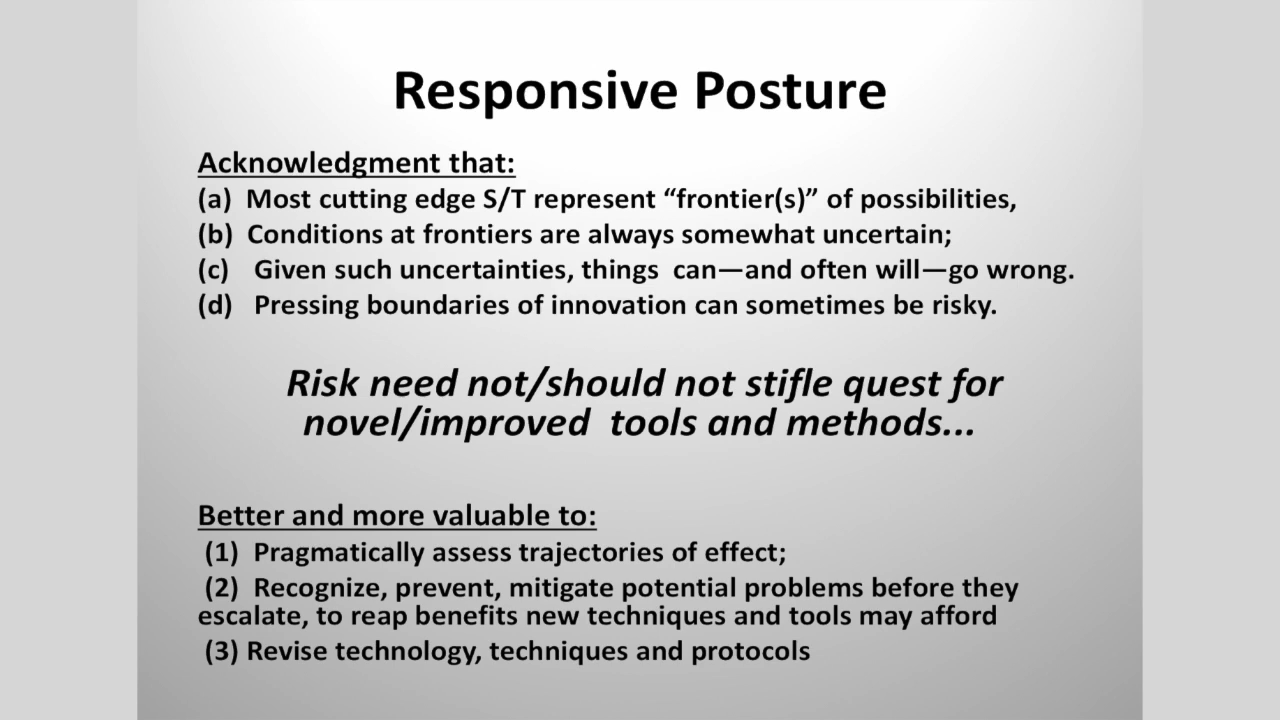 Responsive Posture
Acknowledgment that:
(a) Most cutting edge S/T represent “frontier(s)” of possibilities,
(b) Conditions at frontiers are always somewhat uncertain;
(c) Given such uncertainties, things can—and often will—go wrong.
(d) Pressing boundaries of innovation can sometimes be risky.
Risk need not/should not stifle quest for
novel/improved tools and methods...
Better and more valuable to:
(1) Pragmatically assess trajectories of effect;
(2) Recognize, prevent, mitigate potential problems before they
escalate, to reap benefits new techniques and tools may afford
(3) Revise technology, techniques and protocols